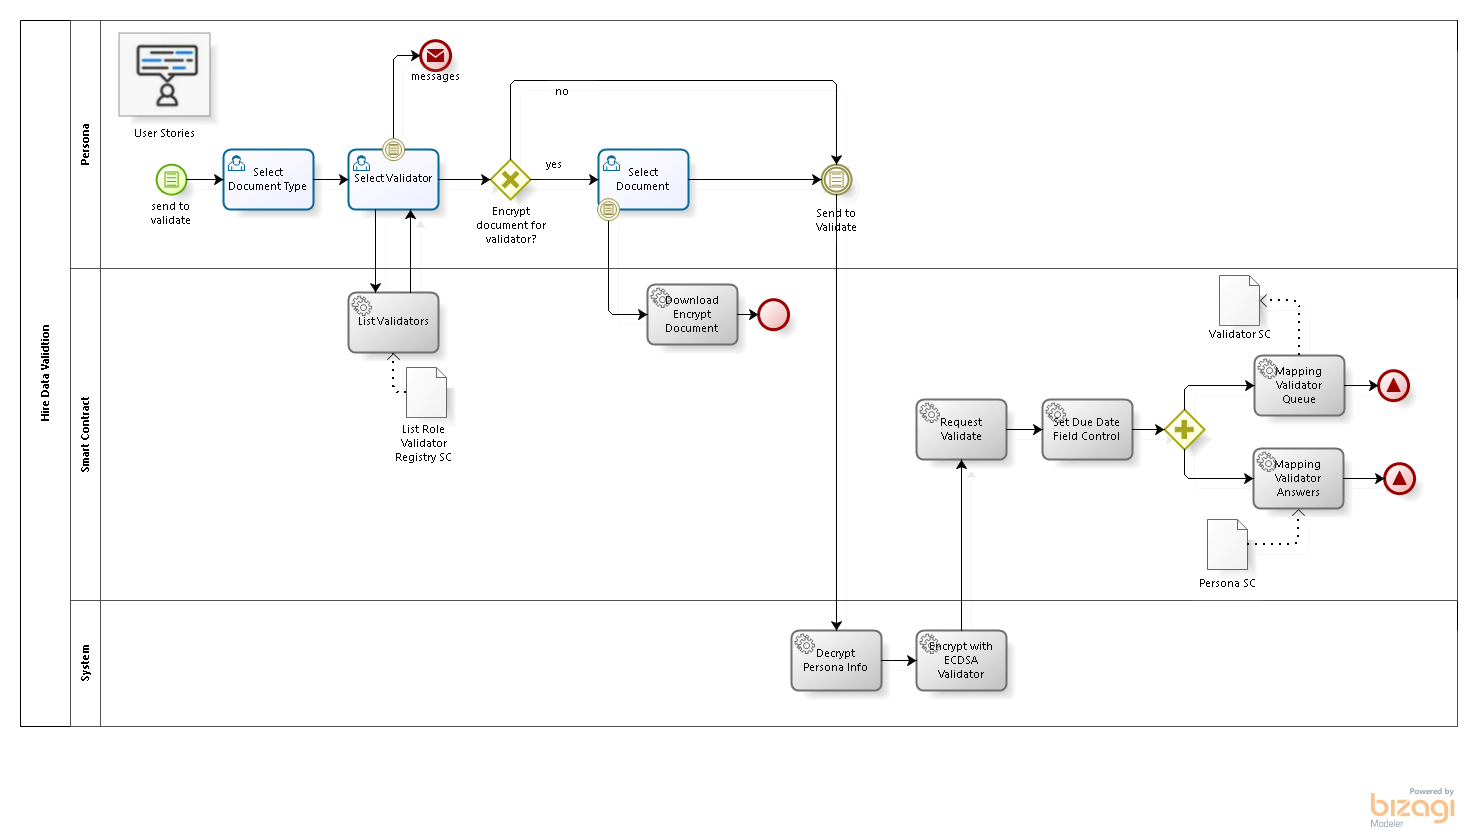 Hire Data Validtion
Persona
User Stories
send to
validate
Select
Document Type
Select Validator
messages
Encrypt
document for
validator?
no
yes
Select
Document
Send to
Validate
Smart Contract
List Validators
List Role
Validator
Registry SC
Download
Encrypt
Document
Request
Validate
Set Due Date
Field Control
Validator SC
Mapping
Validator
Queue
Mapping
Validator
Answers
Persona SC
System
Decrypt
Persona Info
Encrypt with
ECDSA
Validator
Powered by
bizagi
Modeler